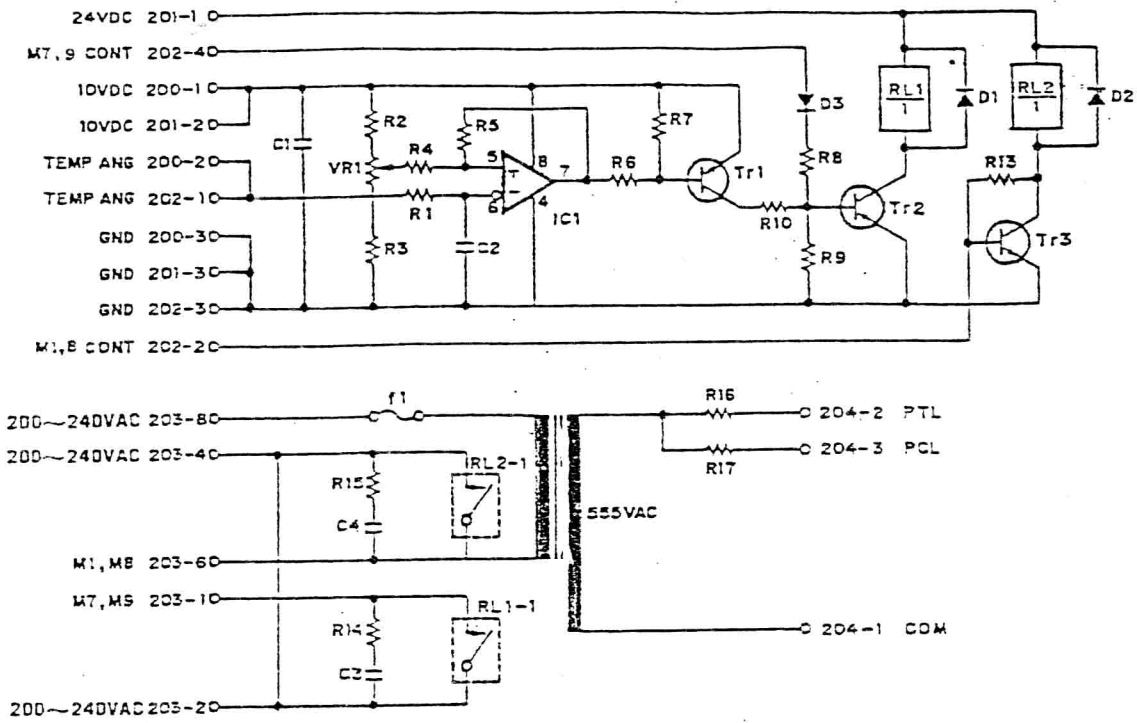 24VDC 201-1
M7,9 CONT 202-4
10VDC 200-1
10VDC 201-2
TEMP ANG 200-2
TEMP ANG 202-1
GND 200-3
GND 201-3
GND 202-3
M1,8 CONT 202-2
C1
R2
VR1
R3
R4
R1
R5
C2
5
+
6
−
8
4
7
IC1
R6
R7
Tr1
R10
D3
R8
R9
Tr2
RL1
1
D1
RL2
1
D2
R13
Tr3
200~240VAC 203-8
f1
200~240VAC 203-4
R15
C4
RL2-1
M1,M8 203-6
M7,M9 203-1
R14
C3
RL1-1
200~240VAC 203-2
555VAC
R16
204-2 PTL
R17
204-3 PCL
204-1 COM